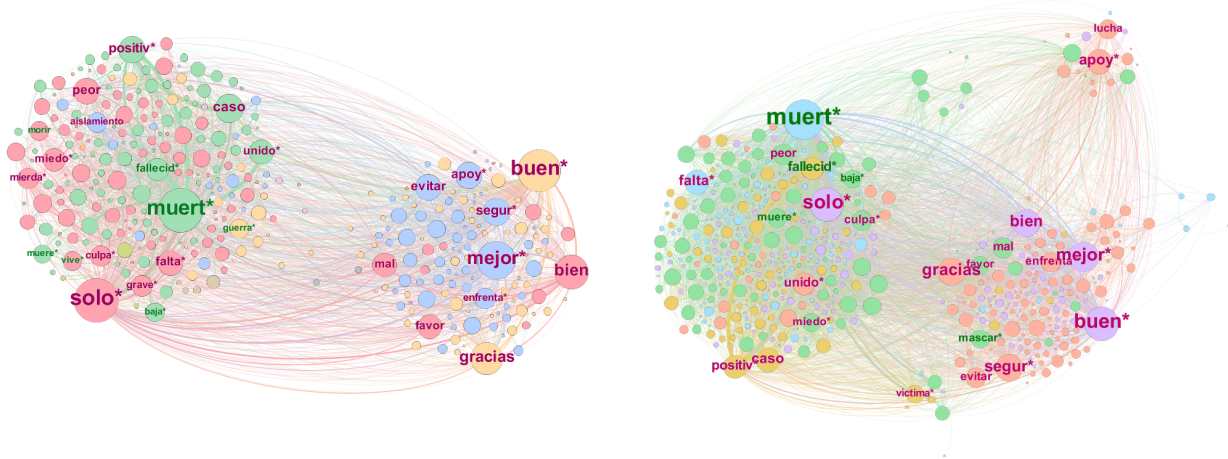 positiv*
peor
caso
aislamiento
morir
miedo*
unido*
fallecid*
mierda*
muert*
guerra*
muere*
vive*
culpa*
falta*
grave*
solo*
baja*
buen*
apoy*
evitar
segur*
mejor*
bien
mal
enfrenta*
favor
gracias
lucha
apoy*
muert*
peor
fallecid*
baja*
falta*
solo*
muere*
culpa*
bien
mal
mejor*
favor
enfrenta
gracias
unido*
miedo*
buen*
mascar*
caso
positiv*
segur*
evitar
victima*